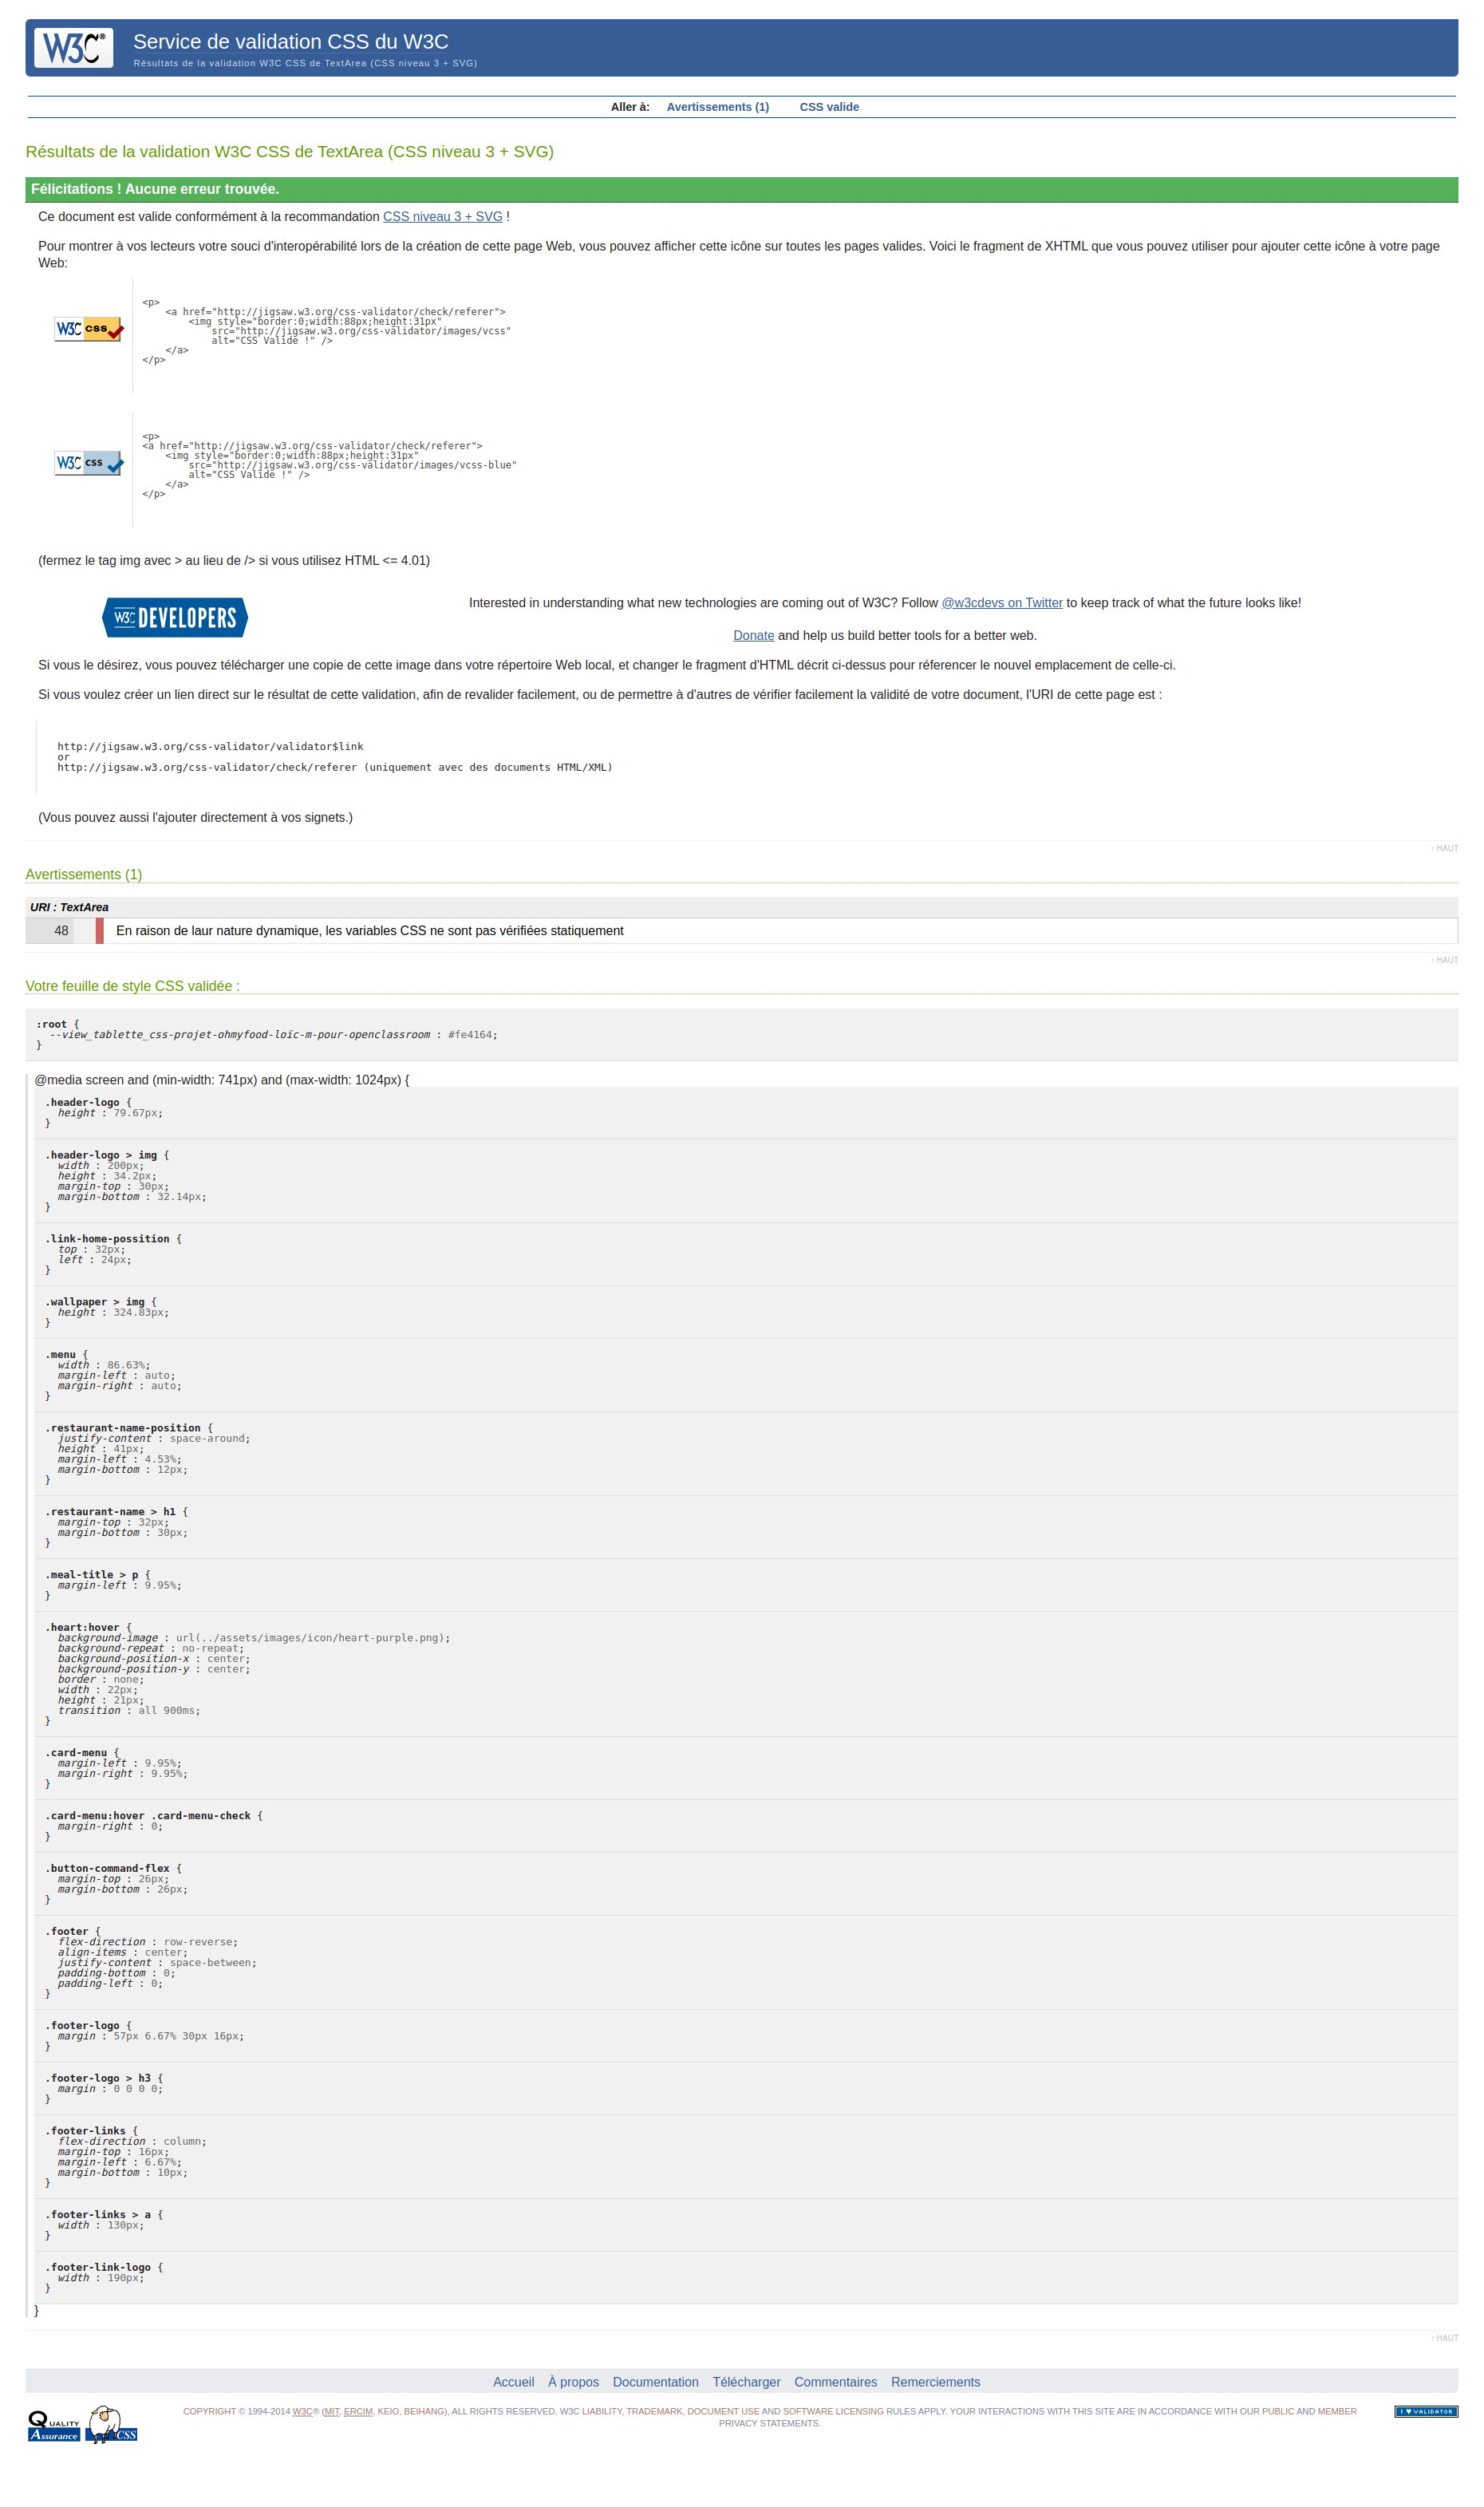 W3C®
Service de validation CSS du W3C
Résultats de la validation W3C CSS de TextArea (CSS niveau 3 + SVG)
Aller à: Avertissements (1) CSS valide
Résultats de la validation W3C CSS de TextArea (CSS niveau 3 + SVG)
Félicitations ! Aucune erreur trouvée.
Ce document est valide conformément à la recommandation CSS niveau 3 + SVG !
Pour montrer à vos lecteurs votre souci d'interopérabilité lors de la création de cette page Web, vous pouvez afficher cette icône sur toutes les pages valides. Voici le fragment de XHTML que vous pouvez utiliser pour ajouter cette icône à votre page
Web:
W3C css
<p>
<a href="http://jigsaw.w3.org/css-validator/check/referer">
<img style="border:0;width:88px;height:31px"
src="http://jigsaw.w3.org/css-validator/images/vcss"
alt="CSS Valide !" />
</a>
</p>
W3C css
<p>
<a href="http://jigsaw.w3.org/css-validator/check/referer">
<img style="border:0;width:88px;height:31px"
src="http://jigsaw.w3.org/css-validator/images/vcss-blue"
alt="CSS Valide !" />
</a>
</p>
(fermez le tag img avec > au lieu de /> si vous utilisez HTML <= 4.01)
W3C DEVELOPERS
Interested in understanding what new technologies are coming out of W3C? Follow @w3cdevs on Twitter to keep track of what the future looks like!
Donate and help us build better tools for a better web.
Si vous le désirez, vous pouvez télécharger une copie de cette image dans votre répertoire Web local, et changer le fragment d'HTML décrit ci-dessus pour réferencer le nouvel emplacement de celle-ci.
Si vous voulez créer un lien direct sur le résultat de cette validation, afin de revalider facilement, ou de permettre à d'autres de vérifier facilement la validité de votre document, l'URI de cette page est :
http://jigsaw.w3.org/css-validator/validator$link
or
http://jigsaw.w3.org/css-validator/check/referer (uniquement avec des documents HTML/XML)
(Vous pouvez aussi l'ajouter directement à vos signets.)
↑ HAUT
Avertissements (1)
URI : TextArea
48 En raison de laur nature dynamique, les variables CSS ne sont pas vérifiées statiquement
↑ HAUT
Votre feuille de style CSS validée :
:root {
--view_tablette_css-projet-ohmyfood-loïc-m-pour-openclassroom : #fe4164;
}
@media screen and (min-width: 741px) and (max-width: 1024px) {
.header-logo {
height : 79.67px;
}
.header-logo > img {
width : 200px;
height : 34.2px;
margin-top : 30px;
margin-bottom : 32.14px;
}
.link-home-possition {
top : 32px;
left : 24px;
}
.wallpaper > img {
height : 324.83px;
}
.menu {
width : 86.63%;
margin-left : auto;
margin-right : auto;
}
.restaurant-name-position {
justify-content : space-around;
height : 41px;
margin-left : 4.53%;
margin-bottom : 12px;
}
.restaurant-name > h1 {
margin-top : 32px;
margin-bottom : 30px;
}
.meal-title > p {
margin-left : 9.95%;
}
.heart:hover {
background-image : url(../assets/images/icon/heart-purple.png);
background-repeat : no-repeat;
background-position-x : center;
background-position-y : center;
border : none;
width : 22px;
height : 21px;
transition : all 900ms;
}
.card-menu {
margin-left : 9.95%;
margin-right : 9.95%;
}
.card-menu:hover .card-menu-check {
margin-right : 0;
}
.button-command-flex {
margin-top : 26px;
margin-bottom : 26px;
}
.footer {
flex-direction : row-reverse;
align-items : center;
justify-content : space-between;
padding-bottom : 0;
padding-left : 0;
}
.footer-logo {
margin : 57px 6.67% 30px 16px;
}
.footer-logo > h3 {
margin : 0 0 0 0;
}
.footer-links {
flex-direction : column;
margin-top : 16px;
margin-left : 6.67%;
margin-bottom : 10px;
}
.footer-links > a {
width : 130px;
}
.footer-link-logo {
width : 190px;
}
}
↑ HAUT
Accueil À propos Documentation Télécharger Commentaires Remerciements
QUALITY
Assurance CSS
COPYRIGHT © 1994-2014 W3C® (MIT, ERCIM, KEIO, BEIHANG), ALL RIGHTS RESERVED. W3C LIABILITY, TRADEMARK, DOCUMENT USE AND SOFTWARE LICENSING RULES APPLY. YOUR INTERACTIONS WITH THIS SITE ARE IN ACCORDANCE WITH OUR PUBLIC AND MEMBER
PRIVACY STATEMENTS.
I ♥ VALIDATOR